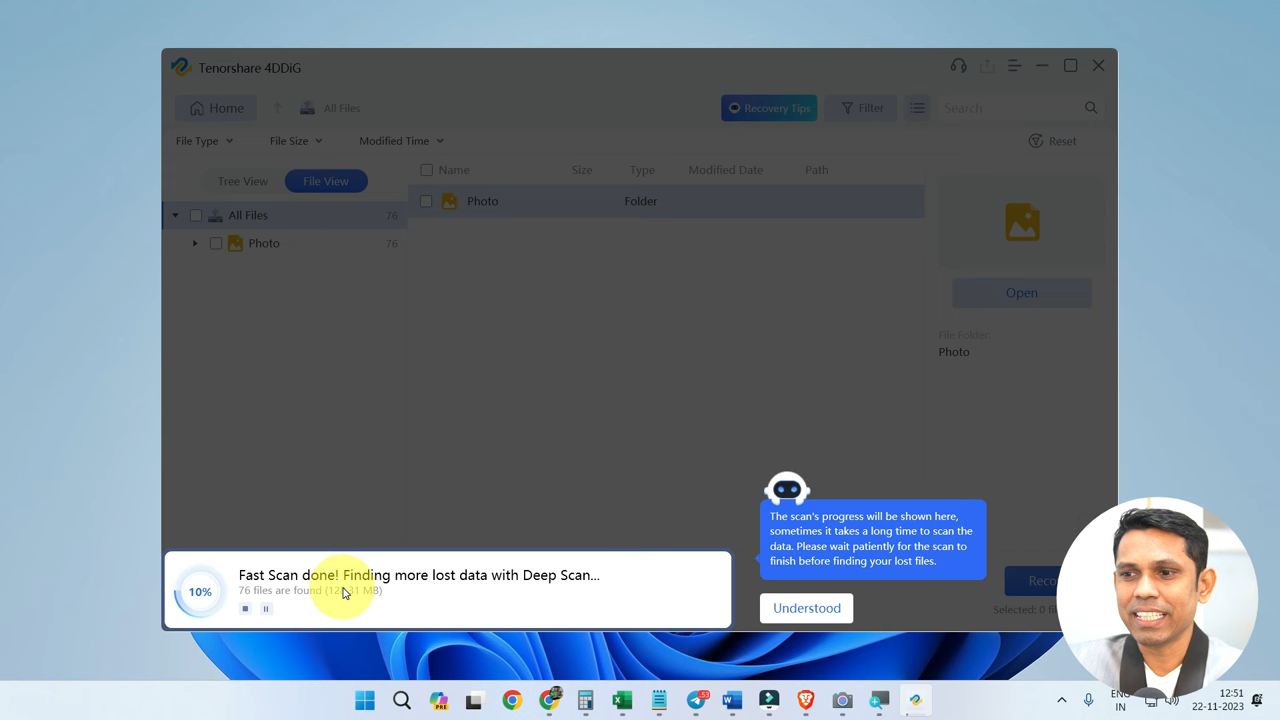 Tenorshare 4DDiG
Home
All Files
Recovery Tips
Filter
Search
File Type
File Size
Modified Time
Reset
Tree View
File View
Name
Size
Type
Modified Date
Path
All Files
76
Photo
Folder
Photo
76
Open
File Folder:
Photo
The scan's progress will be shown here,
sometimes it takes a long time to scan the
data. Please wait patiently for the scan to
finish before finding your lost files.
Understood
10%
Fast Scan done! Finding more lost data with Deep Scan...
76 files are found MB)
Selected: 0
PRE
53
ENG
IN
12:51
22-11-2023